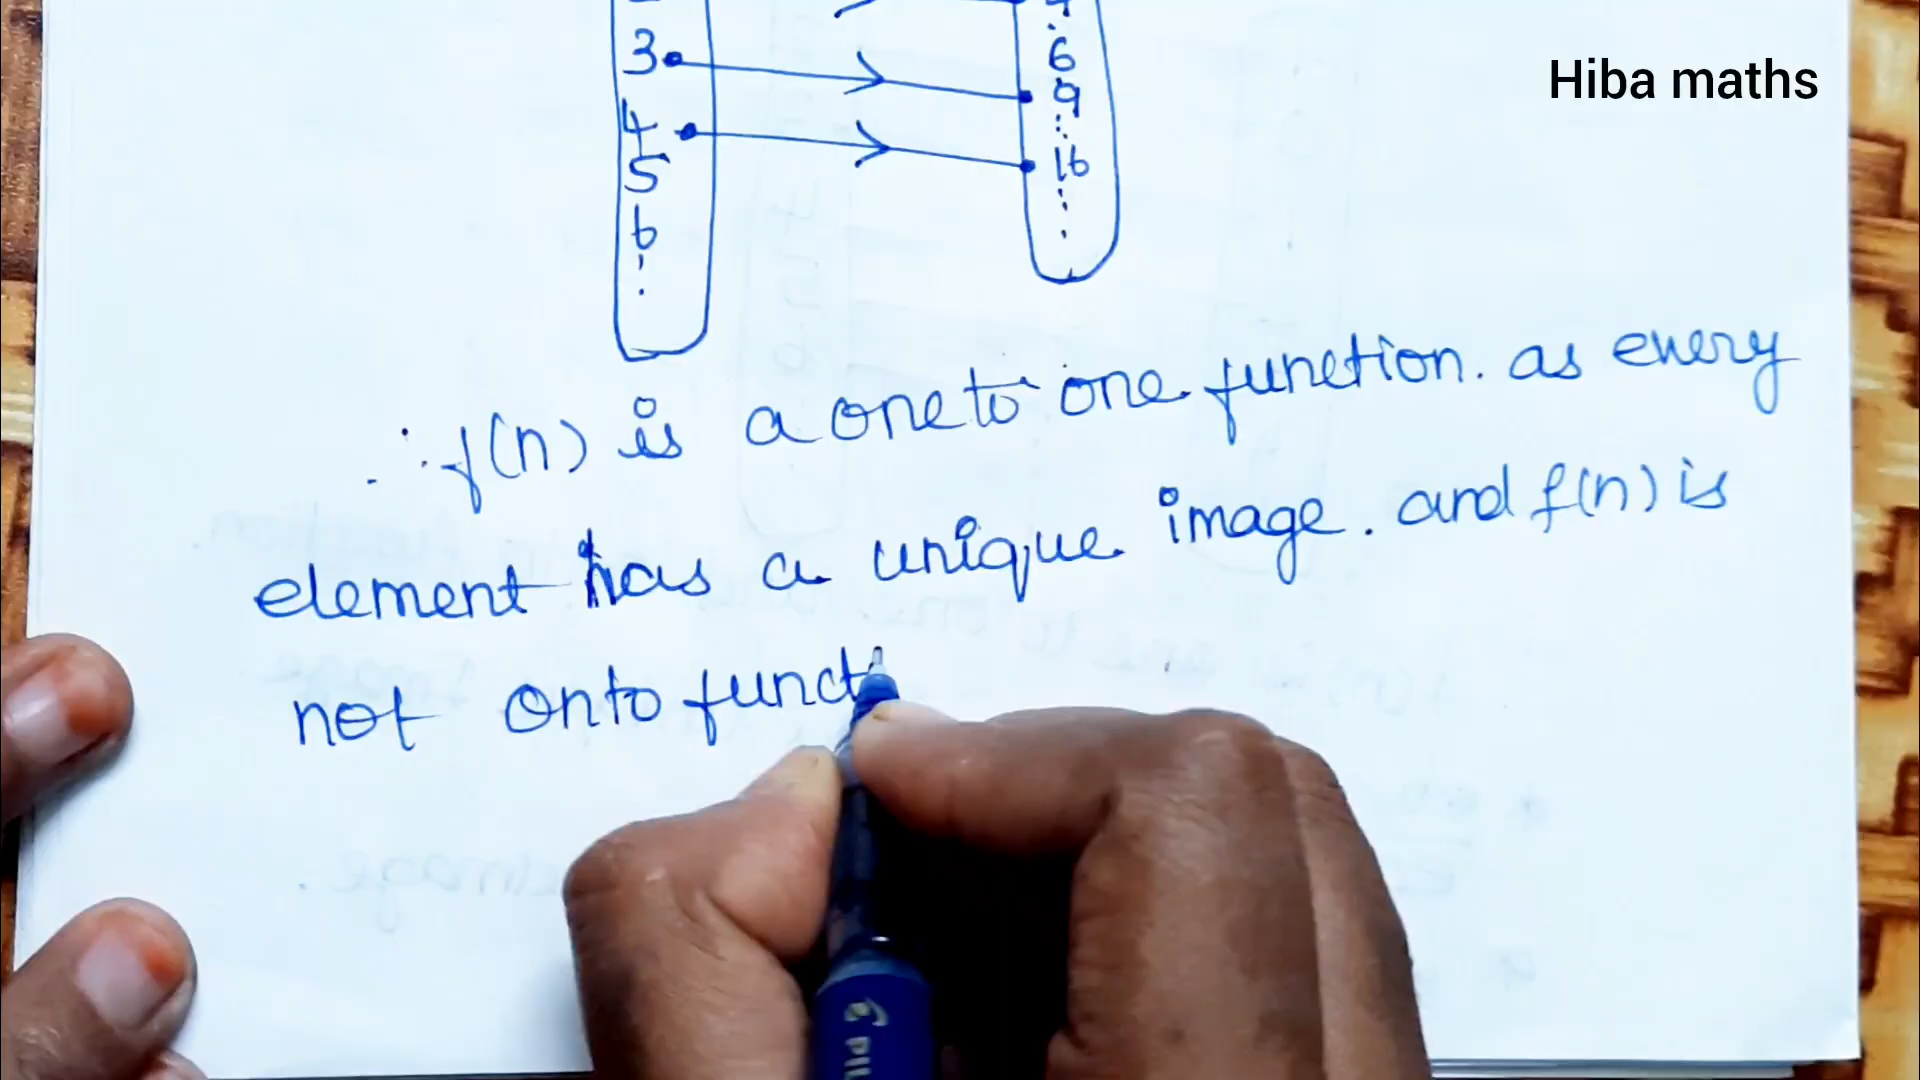 3 6
Hiba maths
9
4 16
5
6
∴ f(n) is a one to one function. as every
element has a unique image. and f(n) is
not onto funct